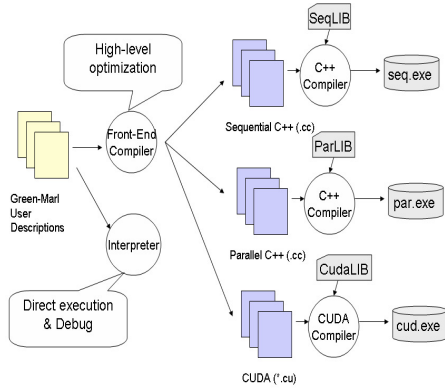 High-level
optimization
SeqLIB
C++
Compiler
seq.exe
Sequential C++ (.cc)
Front-End
Compiler
Green-Marl
User
Descriptions
ParLIB
C++
Compiler
par.exe
Parallel C++ (.cc)
Interpreter
Direct execution
& Debug
CudaLIB
CUDA
Compiler
cud.exe
CUDA (*.cu)